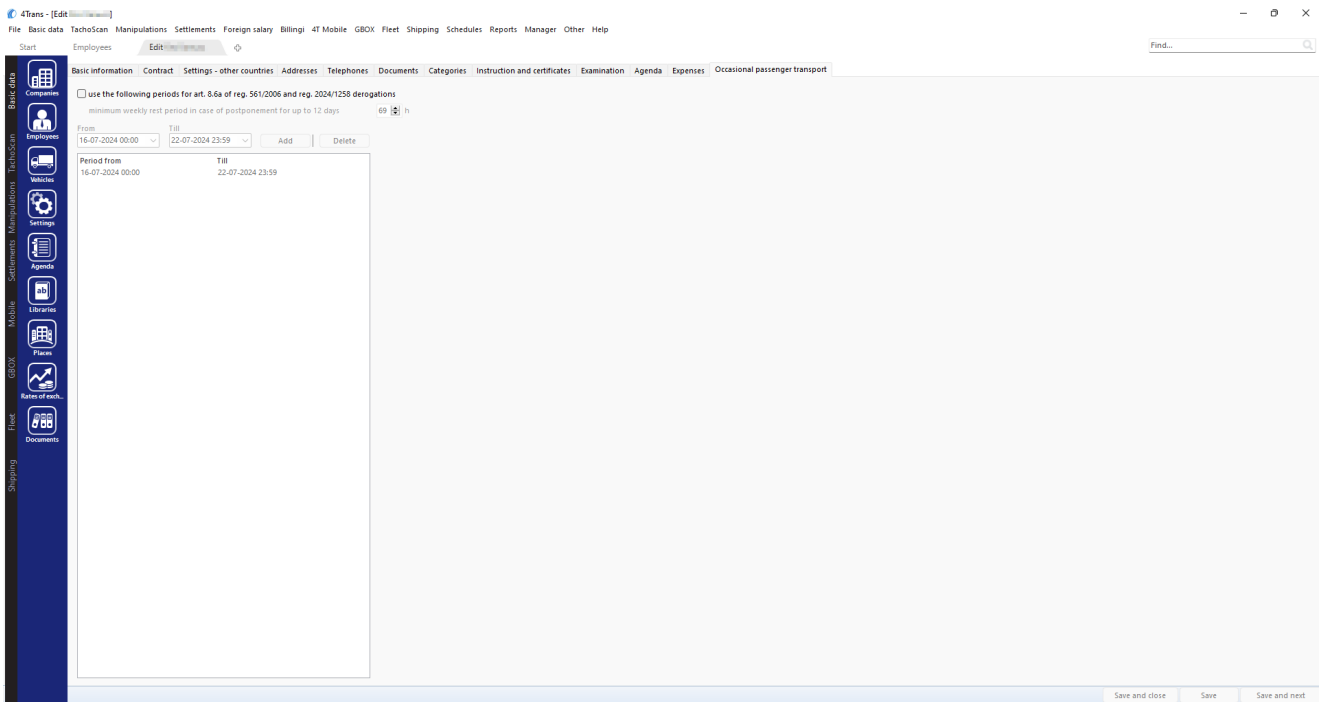 4Trans - [Edit ]
File Basic data TachoScan Manipulations Settlements Foreign salary Billingi 4T Mobile GBOX Fleet Shipping Schedules Reports Manager Other Help
Start Employees Edit
Find...
Basic data
TachoScan
Manipulations
Settlements
Mobile
GBOX
Fleet
Shipping
Companies
Employees
Vehicles
Settings
Agenda
ab
Libraries
Places
Rates of exch...
Documents
Basic information Contract Settings - other countries Addresses Telephones Documents Categories Instruction and certificates Examination Agenda Expenses Occasional passenger transport
use the following periods for art. 8.6a of reg. 561/2006 and reg. 2024/1258 derogations
minimum weekly rest period in case of postponement for up to 12 days 69 h
From Till
16-07-2024 00:00 22-07-2024 23:59 Add Delete
Period from Till
16-07-2024 00:00 22-07-2024 23:59
Save and close Save Save and next